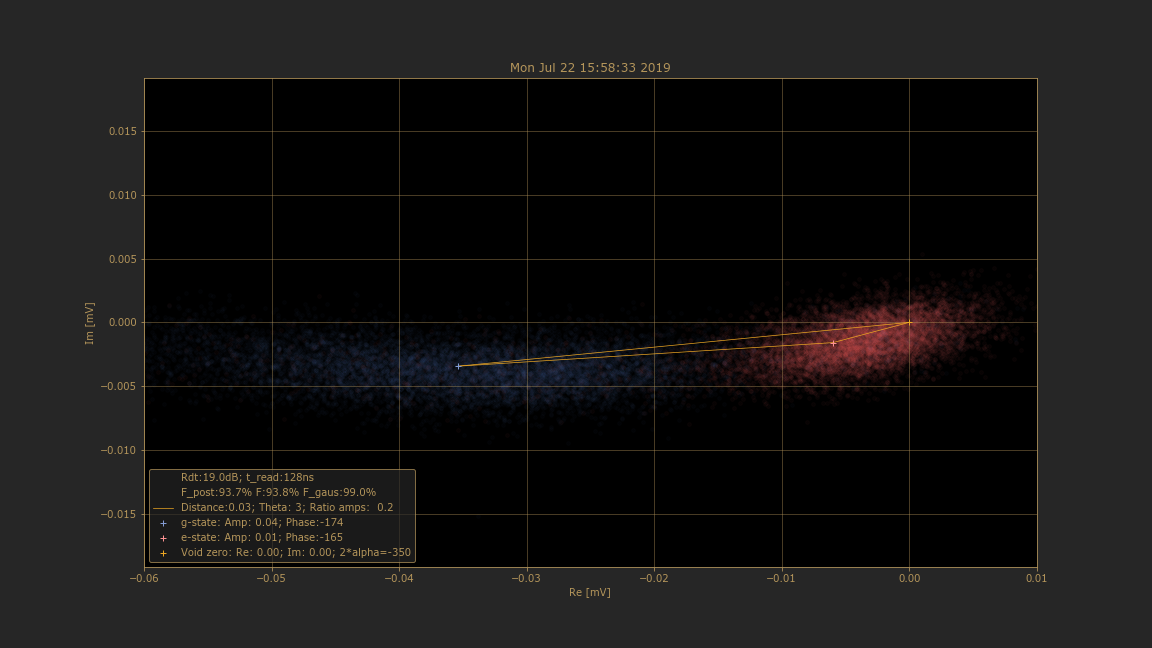 Mon Jul 22 15:58:33 2019
Im [mV]
0.015
0.010
0.005
0.000
−0.005
−0.010
−0.015
Rdt:19.0dB; t_read:128ns
F_post:93.7% F:93.8% F_gaus:99.0%
Distance:0.03; Theta: 3; Ratio amps:  0.2
g-state: Amp: 0.04; Phase:-174
e-state: Amp: 0.01; Phase:-165
Void zero: Re: 0.00; Im: 0.00; 2*alpha=-350
−0.06 −0.05 −0.04 −0.03 −0.02 −0.01 0.00 0.01
Re [mV]